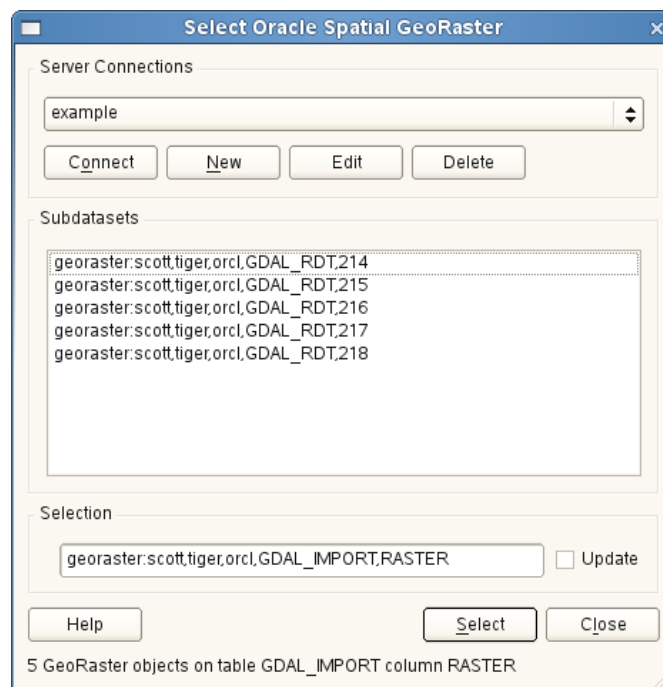 Select Oracle Spatial GeoRaster
Server Connections
example
Connect New Edit Delete
Subdatasets
georaster:scott,tiger,orcl,GDAL_RDT,214
georaster:scott,tiger,orcl,GDAL_RDT,215
georaster:scott,tiger,orcl,GDAL_RDT,216
georaster:scott,tiger,orcl,GDAL_RDT,217
georaster:scott,tiger,orcl,GDAL_RDT,218
Selection
georaster:scott,tiger,orcl,GDAL_IMPORT,RASTER Update
Help Select Close
5 GeoRaster objects on table GDAL_IMPORT column RASTER